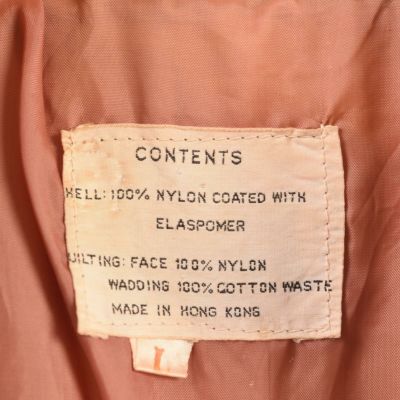 CONTENTS
HELL: 100% NYLON COATED WITH
ELASPOMER
UILTING: FACE 100% NYLON
WADDING 100% COTTON WASTE
MADE IN HONG KONG